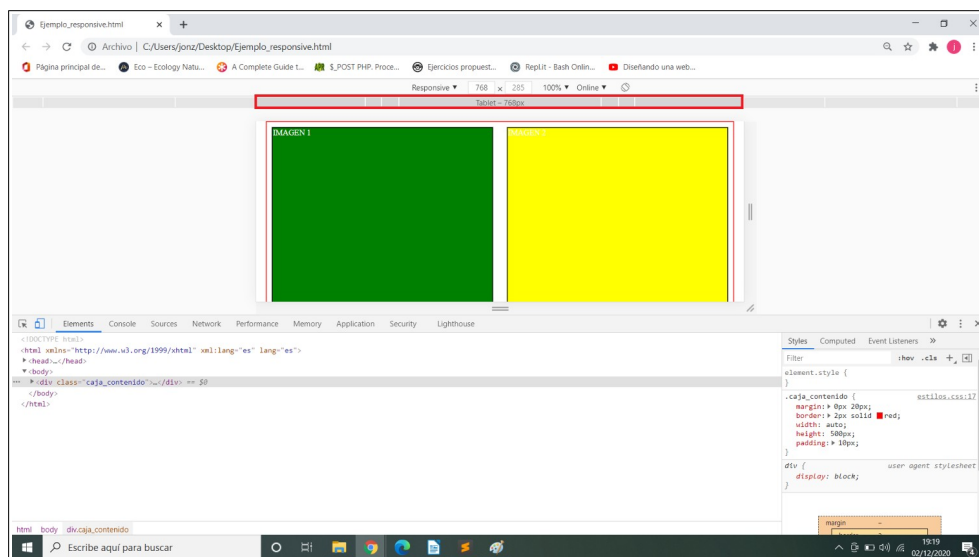 Ejemplo_responsive.html
Archivo | C:/Users/jonz/Desktop/Ejemplo_responsive.html
j
Página principal de... Eco – Ecology Natu... A Complete Guide t... $_POST PHP. Proce... Ejercicios propuest... Repl.it - Bash Onlin... Diseñando una web...
Responsive 768 x 285 100% Online
Tablet – 768px
IMAGEN 1 IMAGEN 2
Elements Console Sources Network Performance Memory Application Security Lighthouse
<!DOCTYPE html>
<html xmlns="http://www.w3.org/1999/xhtml" xml:lang="es" lang="es">
<head>…</head>
<body>
<div class="caja_contenido">…</div> == $0
</body>
</html>
Styles Computed Event Listeners »
Filter :hov .cls +
element.style {
}
.caja_contenido { estilos.css:17
margin: 0px 20px;
border: 2px solid red;
width: auto;
height: 500px;
padding: 10px;
}
div { user agent stylesheet
display: block;
}
margin –
html body div.caja_contenido
Escribe aquí para buscar
19:19
02/12/2020